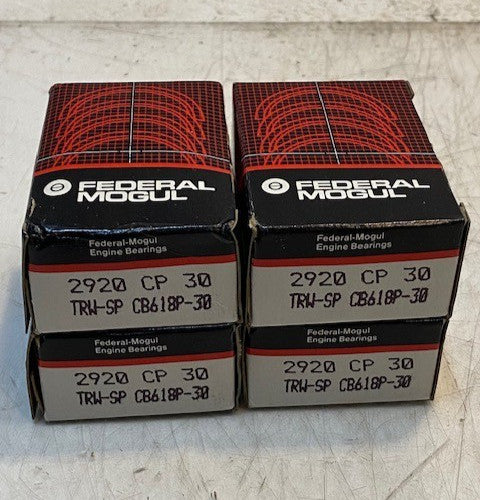 FEDERAL
MOGUL
Federal-Mogul
Engine Bearings
2920 CP 30
TRW-SP CB618P-30
FEDERAL
MOGUL
Federal-Mogul
Engine Bearings
2920 CP 30
TRW-SP CB618P-30
Federal-Mogul
Engine Bearings
2920 CP 30
TRW-SP CB618P-30
Federal-Mogul
Engine Bearings
2920 CP 30
TRW-SP CB618P-30